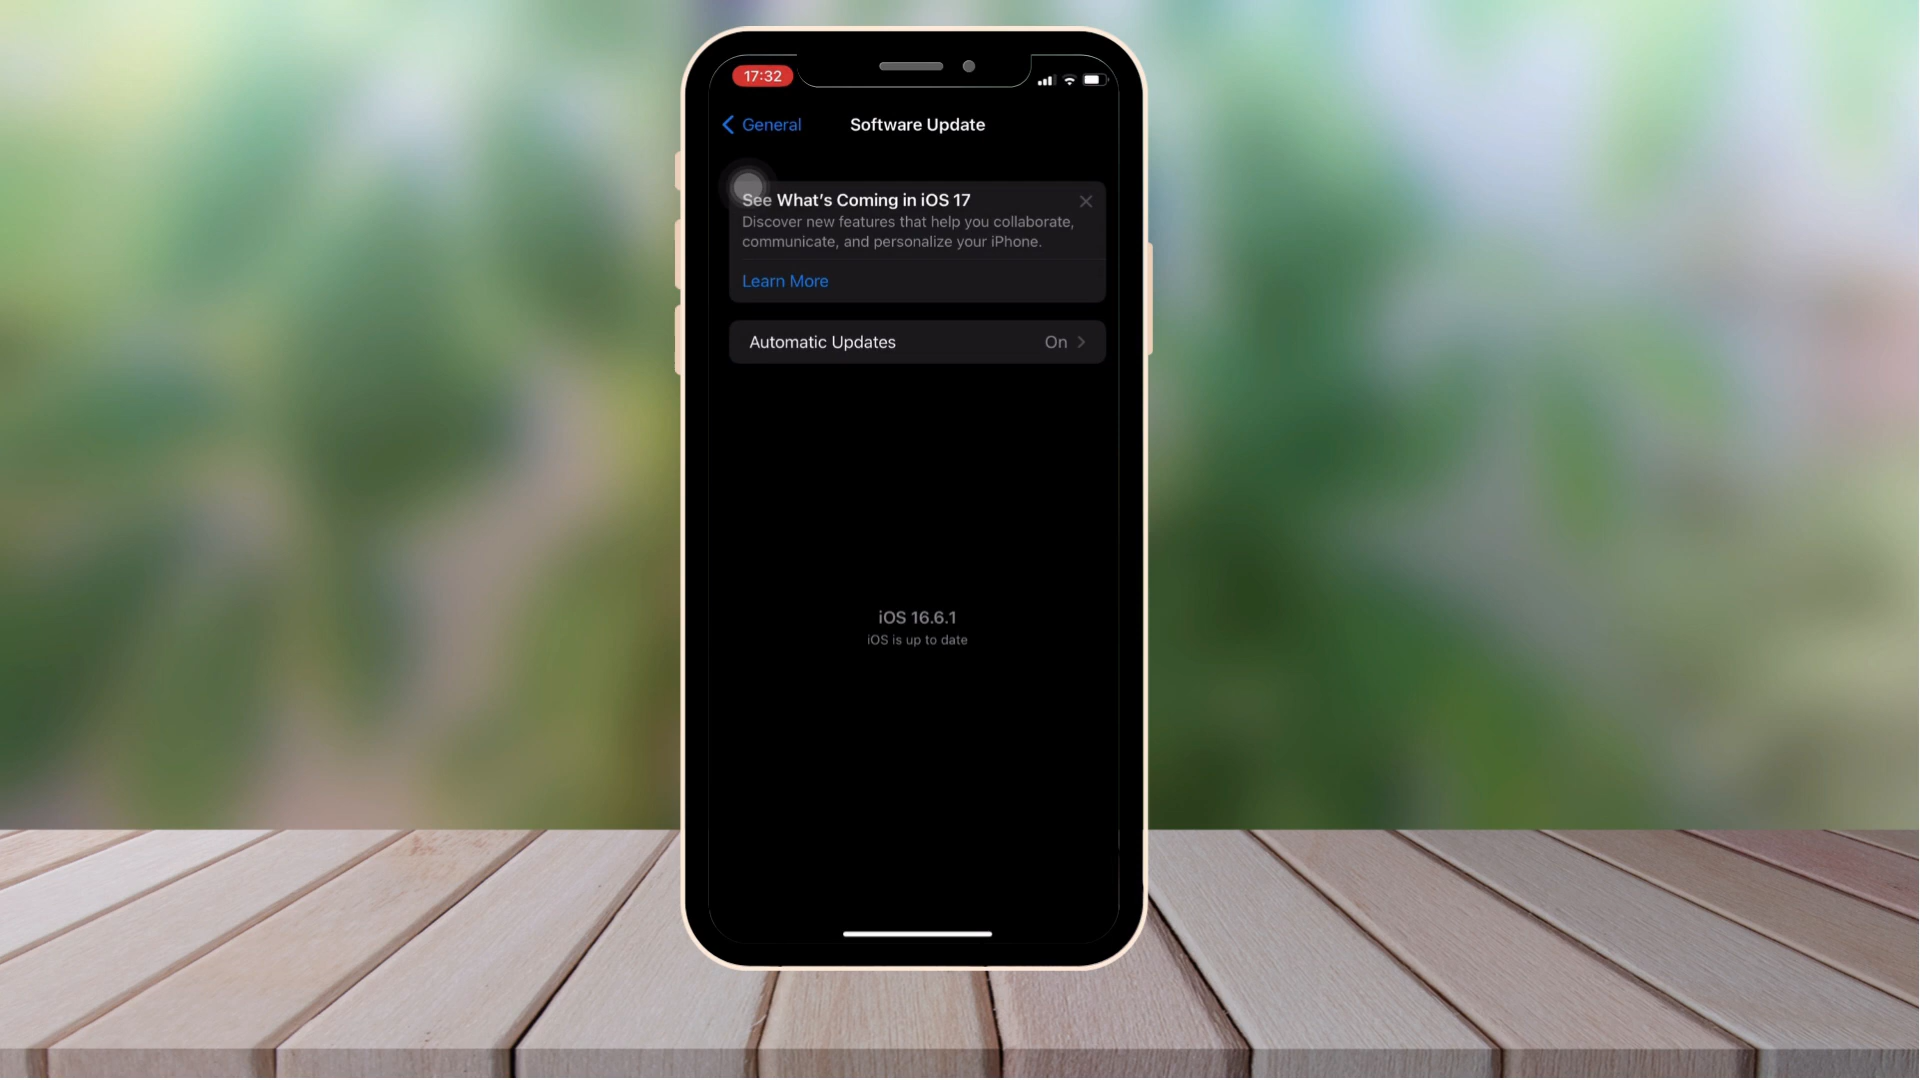 17:32
General
Software Update
See What's Coming in iOS 17
Discover new features that help you collaborate,
communicate, and personalize your iPhone.
Learn More
Automatic Updates On
iOS 16.6.1
iOS is up to date